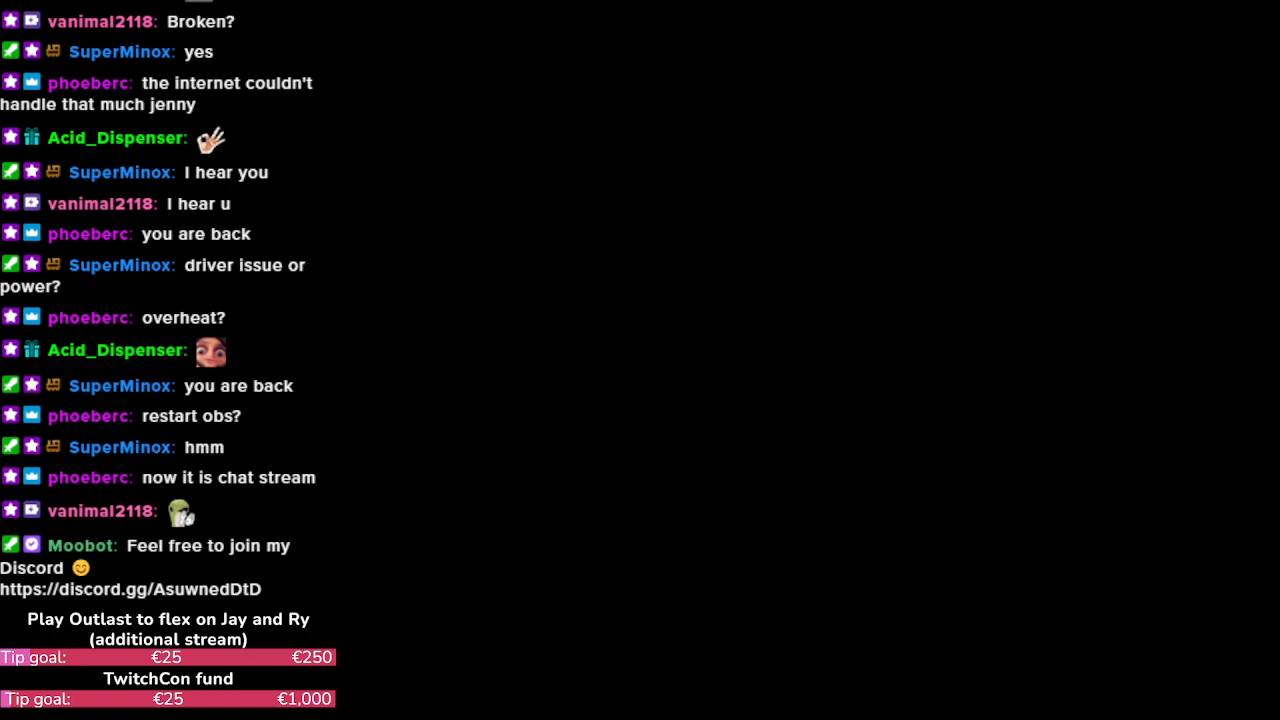 vanimal2118: Broken?
SuperMinox: yes
phoeberc: the internet couldn't
handle that much jenny
Acid_Dispenser:
SuperMinox: I hear you
vanimal2118: I hear u
phoeberc: you are back
SuperMinox: driver issue or
power?
phoeberc: overheat?
Acid_Dispenser:
SuperMinox: you are back
phoeberc: restart obs?
SuperMinox: hmm
phoeberc: now it is chat stream
vanimal2118:
Moobot: Feel free to join my
Discord 😊
https://discord.gg/AsuwnedDtD
Play Outlast to flex on Jay and Ry
(additional stream)
Tip goal: €25 €250
TwitchCon fund
Tip goal: €25 €1,000